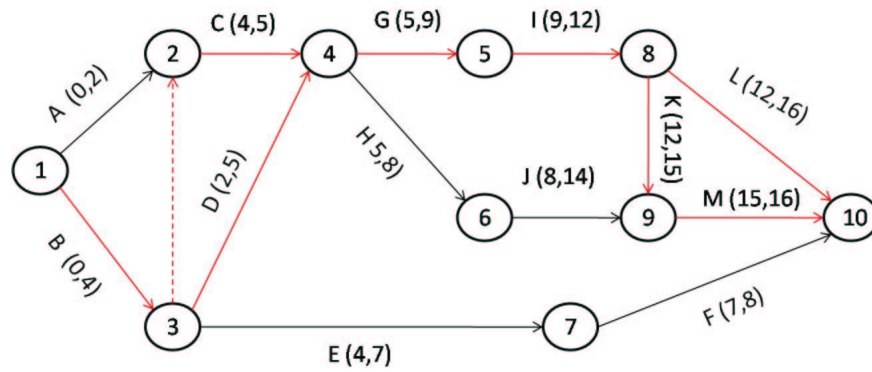 C (4,5)
G (5,9)
I (9,12)
2
4
5
8
A (0,2)
L (12,16)
K (12,15)
H 5,8)
D (2,5)
1
J (8,14)
M (15,16)
6
9
10
B (0,4)
3
7
F (7,8)
E (4,7)